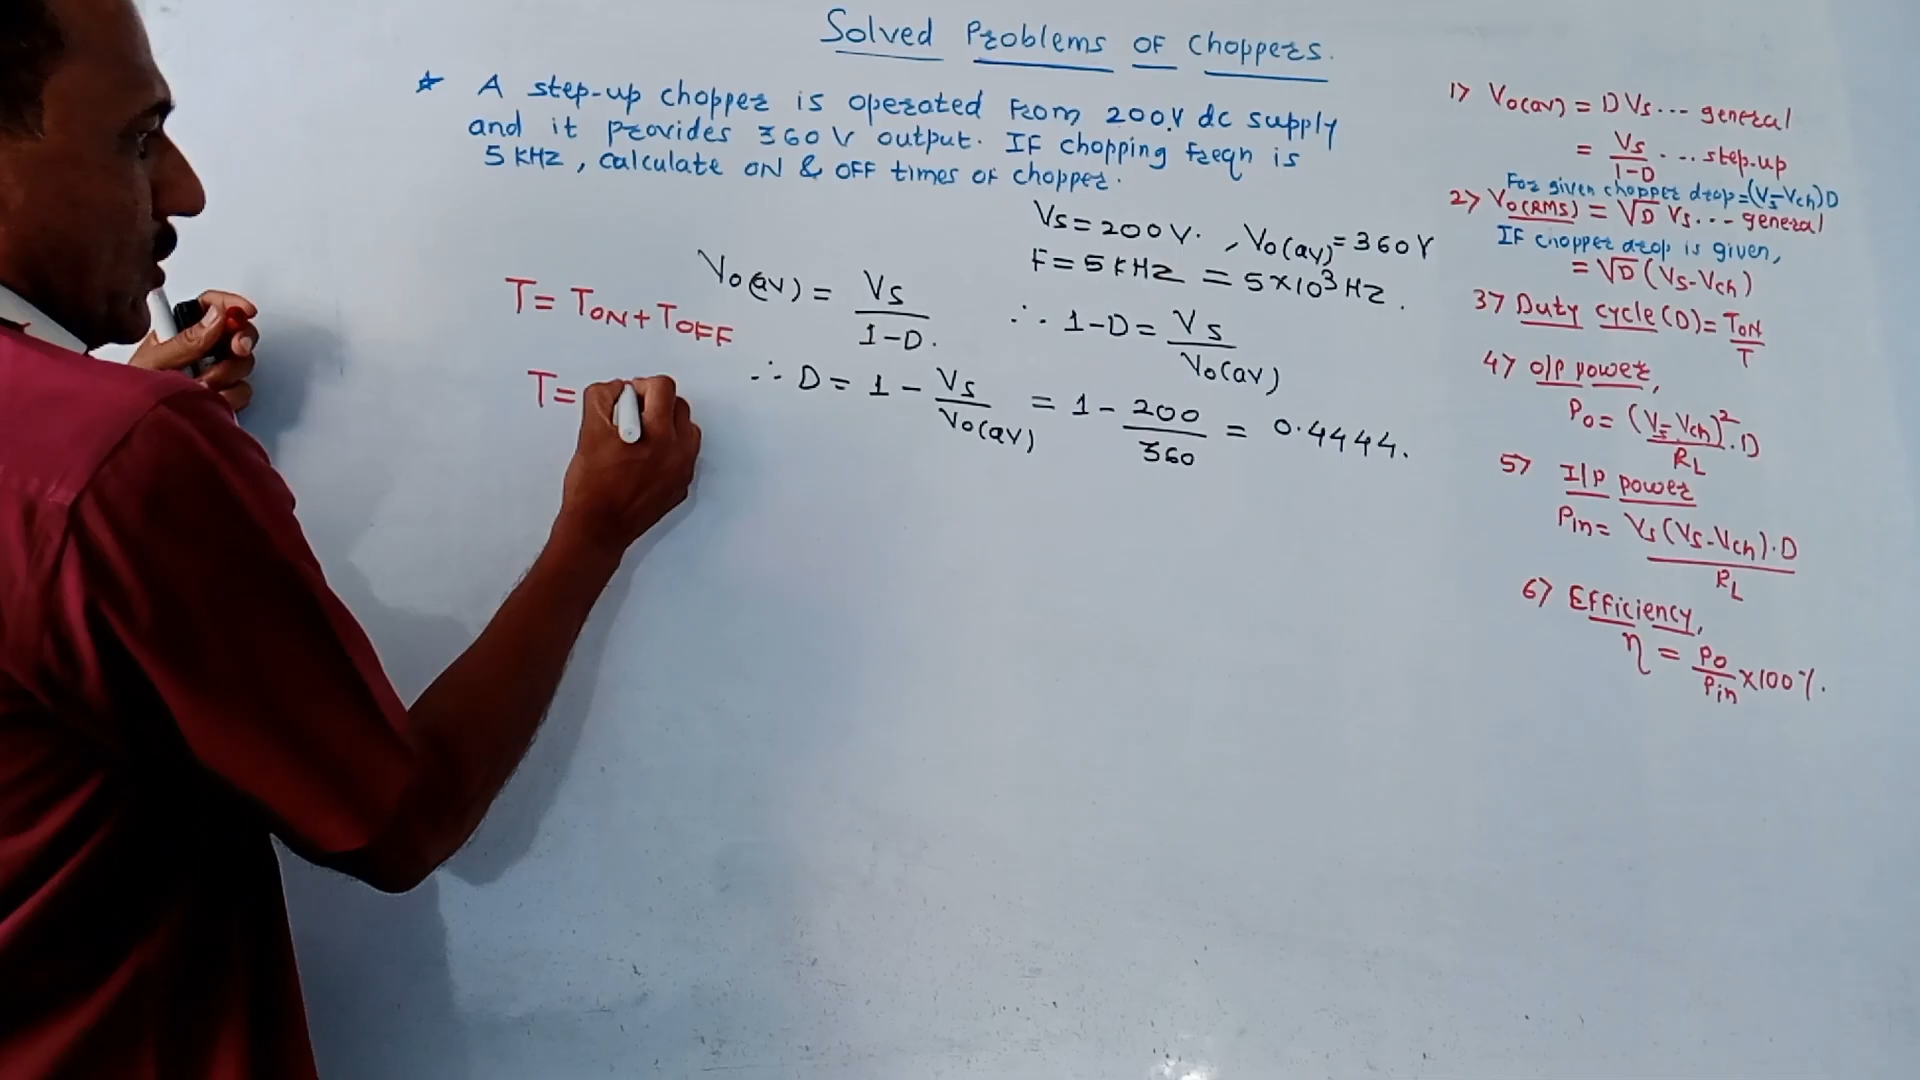 Solved Problems OF Choppers.
* A step-up chopper is operated From 200V dc supply
and it provides 360V output. IF chopping Freqn is
5 KHZ, calculate ON & OFF times OF chopper.
Vs = 200V. , Vo(av) = 360V
F = 5 KHZ = 5×10³HZ.
Vo(av) = Vs / 1-D.
∴ 1-D = Vs / Vo(av)
T = TON + TOFF
∴ D = 1 - Vs / Vo(av) = 1 - 200 / 360 = 0.4444.
T =
1) Vo(av) = D Vs ... general
= Vs / 1-D ... step-up
For given chopper drop = (Vs-Vch)D
2) Vo(RMS) = √D Vs ... general
IF chopper drop is given,
= √D (Vs-Vch)
3) Duty cycle (D) = TON / T
4) O/P power,
Po = (Vs-Vch)² / RL . D
5) I/P power
Pin = Vs(Vs-Vch).D / RL
6) Efficiency,
η = Po / Pin ×100%.